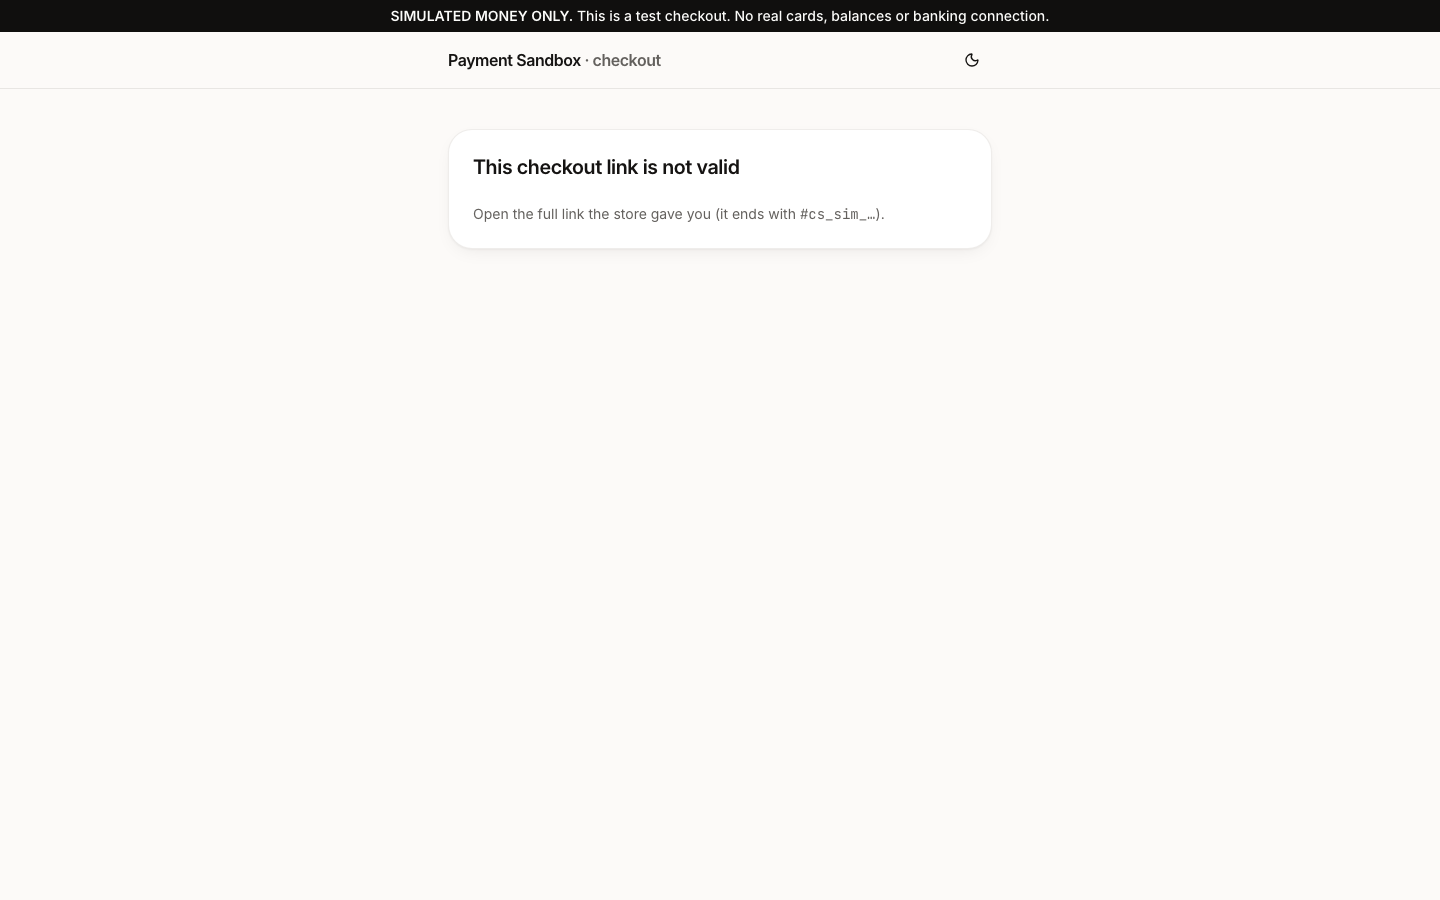 SIMULATED MONEY ONLY. This is a test checkout. No real cards, balances or banking connection.
Payment Sandbox · checkout
This checkout link is not valid
Open the full link the store gave you (it ends with #cs_sim_…).